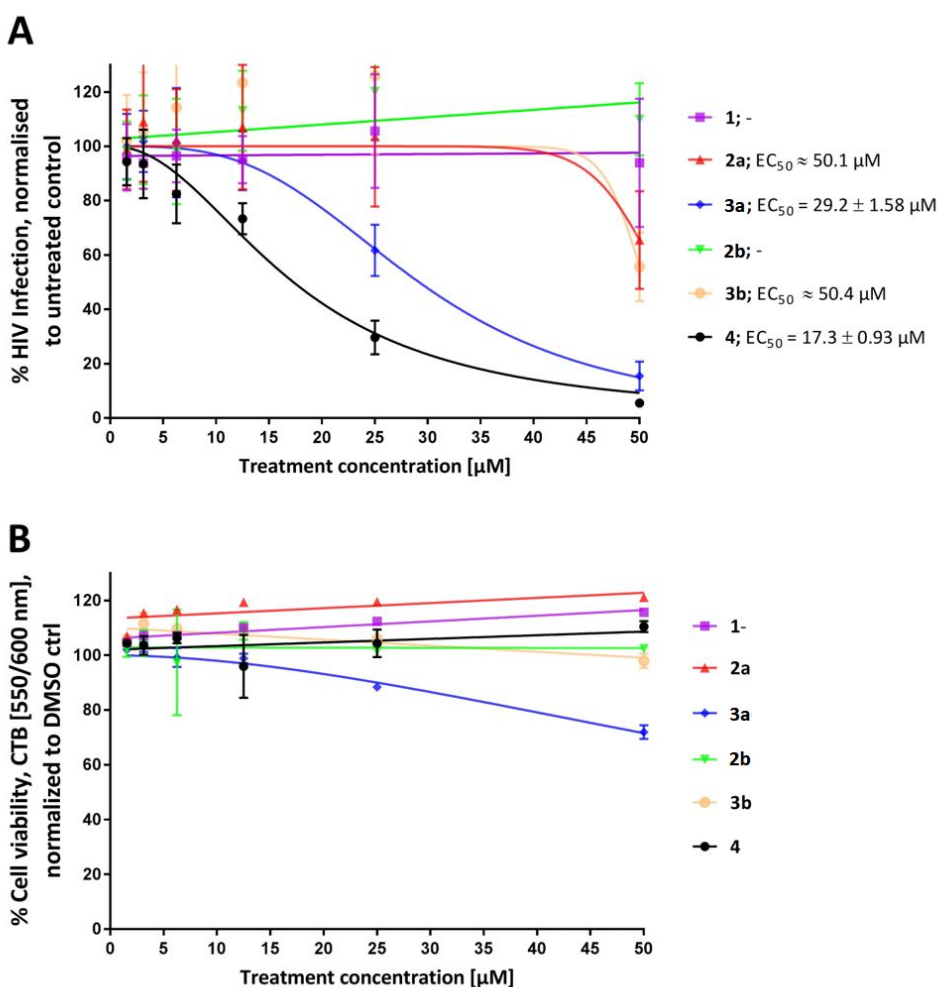 A
% HIV Infection, normalised
to untreated control
120
100
80
60
40
20
0
0 5 10 15 20 25 30 35 40 45 50
Treatment concentration [µM]
1; -
2a; EC50 ≈ 50.1 µM
3a; EC50 = 29.2 ± 1.58 µM
2b; -
3b; EC50 ≈ 50.4 µM
4; EC50 = 17.3 ± 0.93 µM
B
% Cell viability, CTB [550/600 nm],
normalized to DMSO ctrl
120
100
80
60
40
20
0
0 5 10 15 20 25 30 35 40 45 50
Treatment concentration [µM]
1-
2a
3a
2b
3b
4